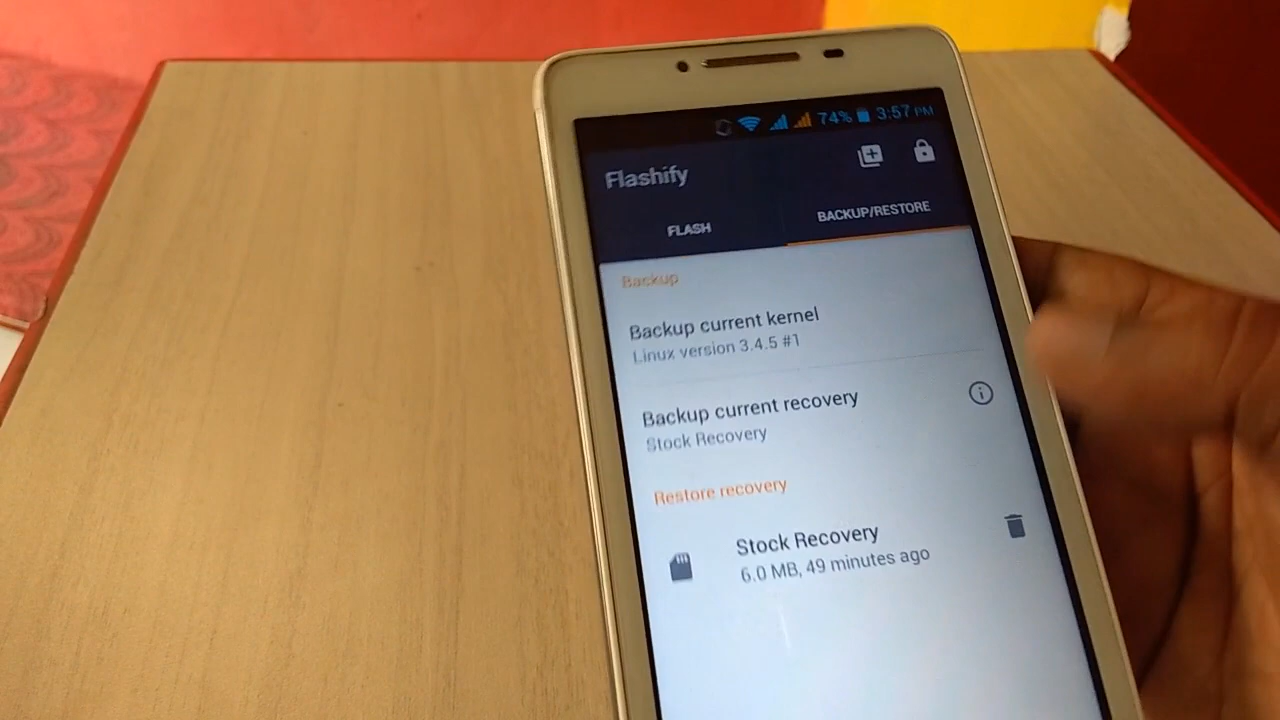 74% 3:57 PM
Flashify
FLASH BACKUP/RESTORE
Backup
Backup current kernel
Linux version 3.4.5 #1
Backup current recovery
Stock Recovery
Restore recovery
Stock Recovery
6.0 MB, 49 minutes ago